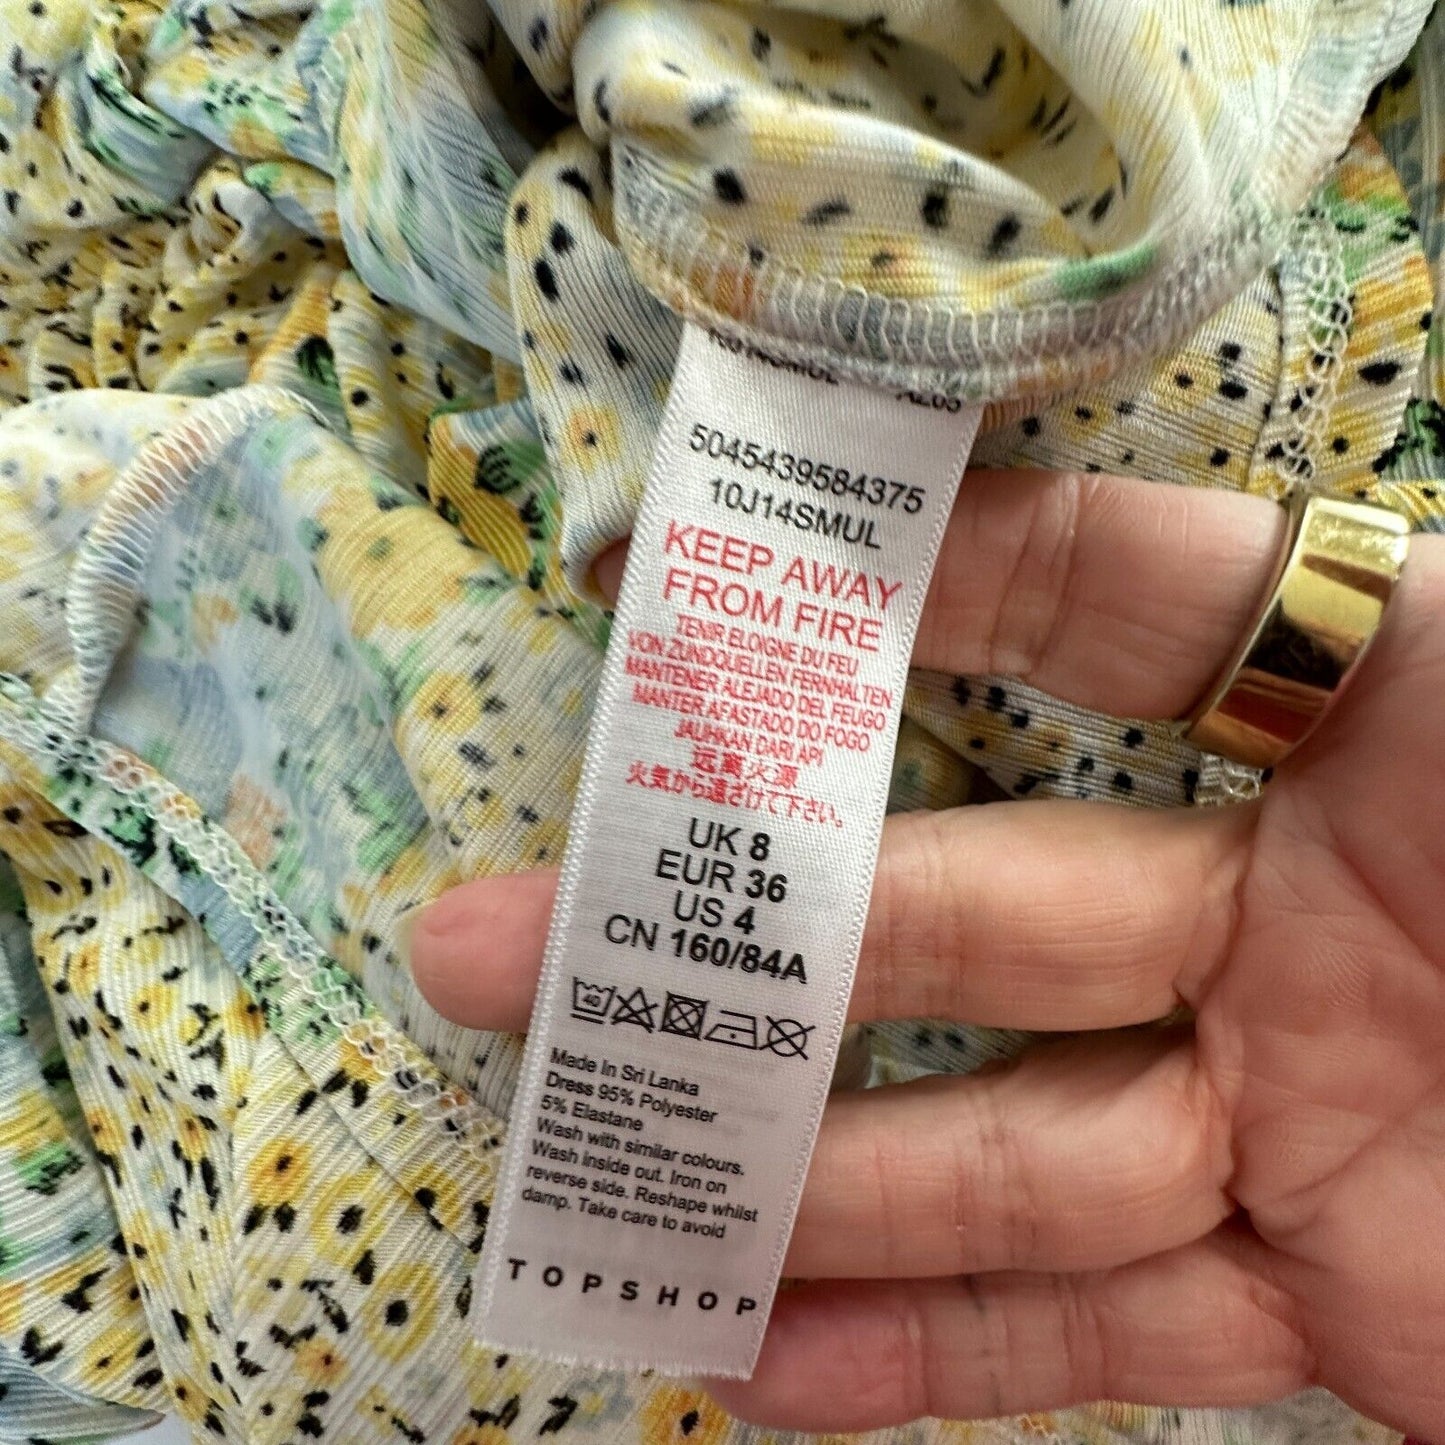 5045439584375
10J14SMUL
KEEP AWAY
FROM FIRE
TENIR ELOIGNE DU FEU
VON ZUNDQUELLEN FERNHALTEN
MANTENER ALEJADO DEL FEUGO
MANTER AFASTADO DO FOGO
JAUHKAN DARI API
远离火源
火気から遠ざけて下さい。
UK 8
EUR 36
US 4
CN 160/84A
40
Made In Sri Lanka
Dress 95% Polyester
5% Elastane
Wash with similar colours.
Wash inside out. Iron on
reverse side. Reshape whilst
damp. Take care to avoid
TOPSHOP